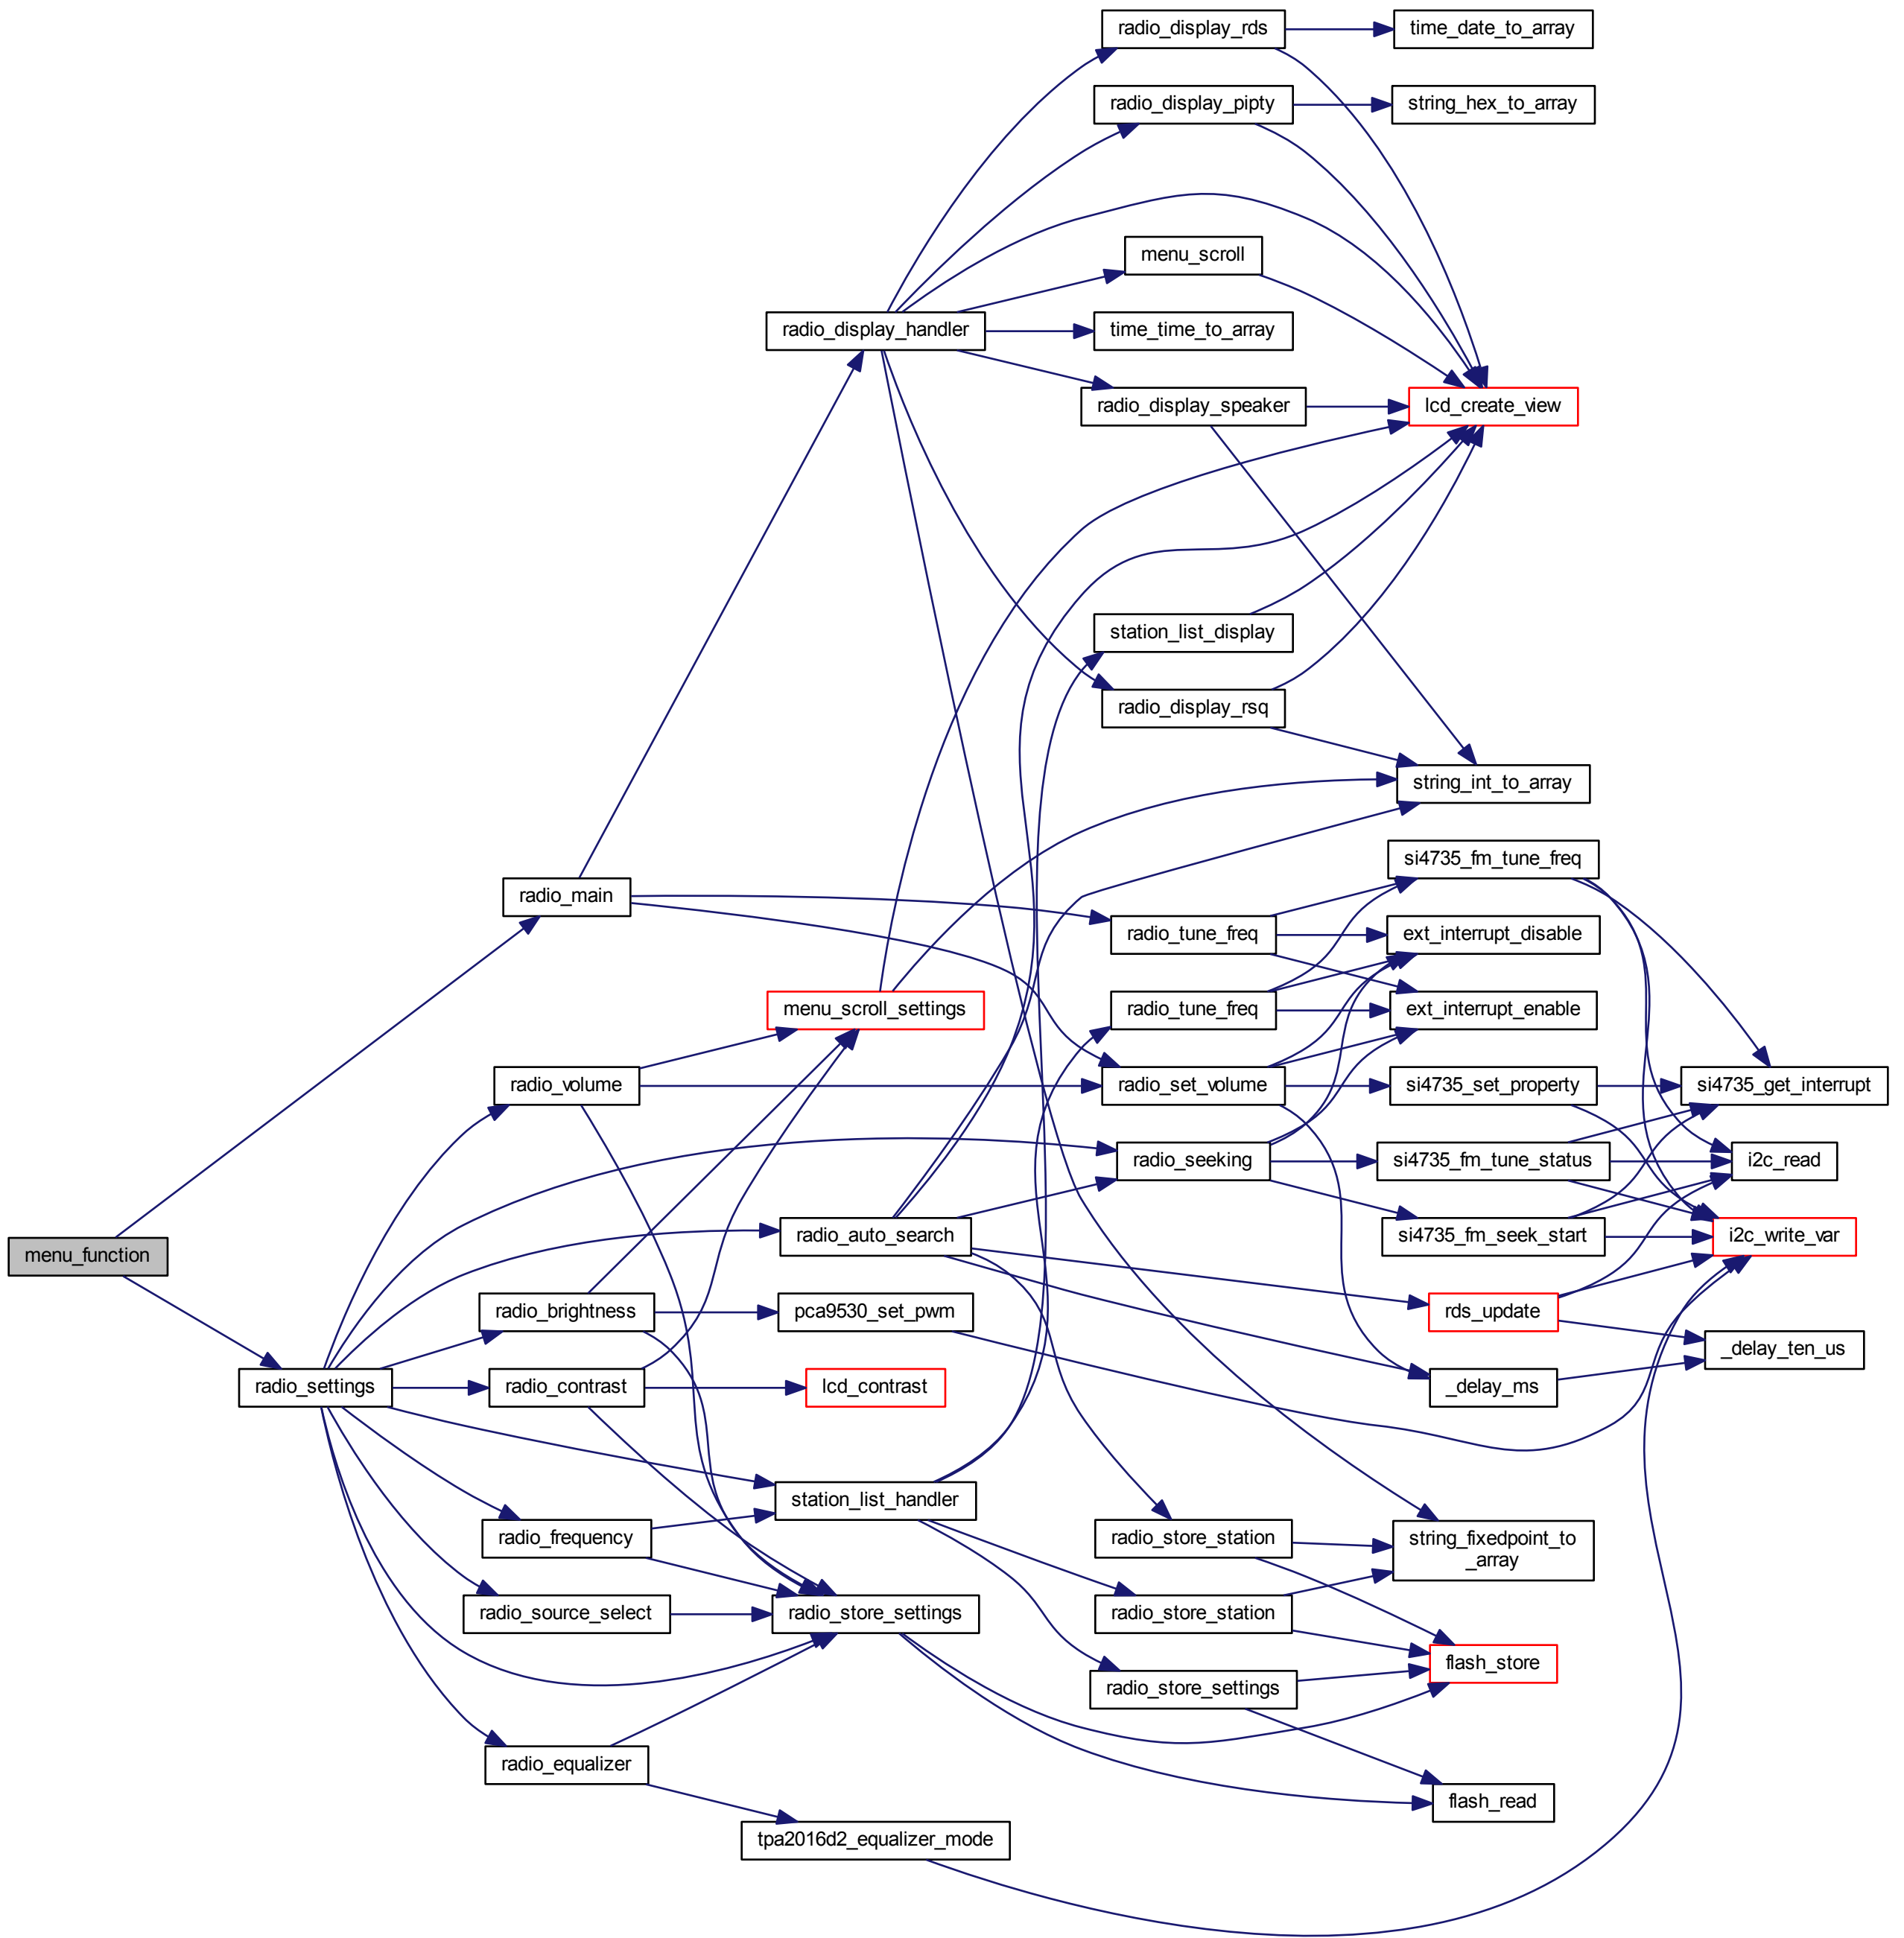 radio_display_rds
time_date_to_array
radio_display_pipty
string_hex_to_array
menu_scroll
radio_display_handler
time_time_to_array
radio_display_speaker
lcd_create_view
station_list_display
radio_display_rsq
string_int_to_array
si4735_fm_tune_freq
radio_main
radio_tune_freq
ext_interrupt_disable
menu_scroll_settings
radio_tune_freq
ext_interrupt_enable
radio_volume
radio_set_volume
si4735_set_property
si4735_get_interrupt
radio_seeking
si4735_fm_tune_status
i2c_read
radio_auto_search
si4735_fm_seek_start
i2c_write_var
menu_function
radio_brightness
pca9530_set_pwm
rds_update
_delay_ten_us
radio_settings
radio_contrast
lcd_contrast
_delay_ms
station_list_handler
radio_frequency
radio_store_station
string_fixedpoint_to
_array
radio_source_select
radio_store_settings
radio_store_station
flash_store
radio_store_settings
radio_equalizer
flash_read
tpa2016d2_equalizer_mode